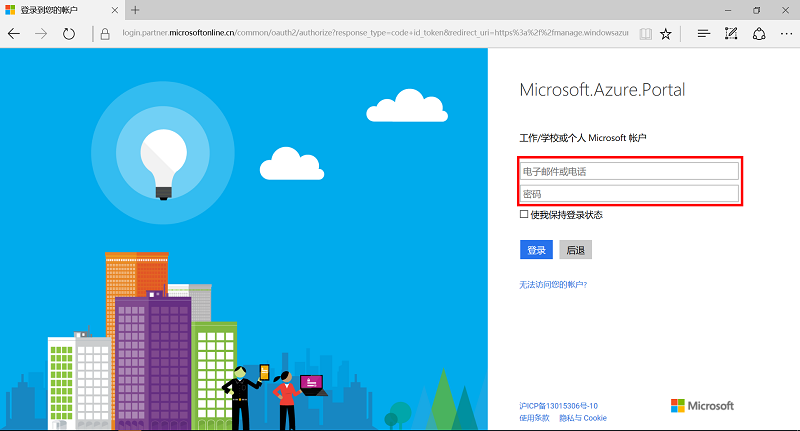 登录到您的帐户
login.partner.microsoftonline.cn/common/oauth2/authorize?response_type=code+id_token&redirect_uri=https%3a%2f%2fmanage.windowsazur
Microsoft.Azure.Portal
工作/学校或个人 Microsoft 帐户
电子邮件或电话
密码
使我保持登录状态
登录 后退
无法访问您的帐户?
沪ICP备13015306号-10
使用条款 隐私与 Cookie
Microsoft